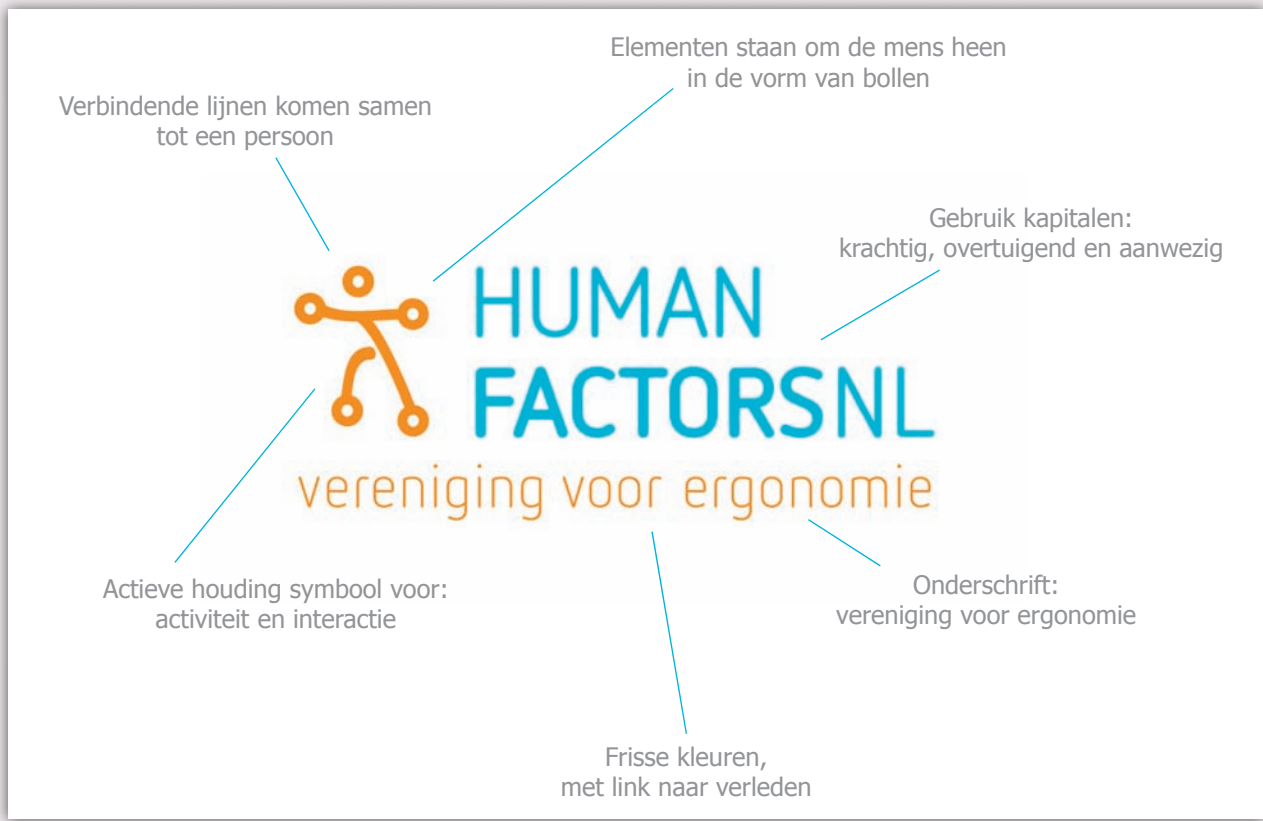 Elementen staan om de mens heen
in de vorm van bollen
Verbindende lijnen komen samen
tot een persoon
Gebruik kapitalen:
krachtig, overtuigend en aanwezig
HUMAN
FACTORSNL
vereniging voor ergonomie
Actieve houding symbool voor:
activiteit en interactie
Onderschrift:
vereniging voor ergonomie
Frisse kleuren,
met link naar verleden